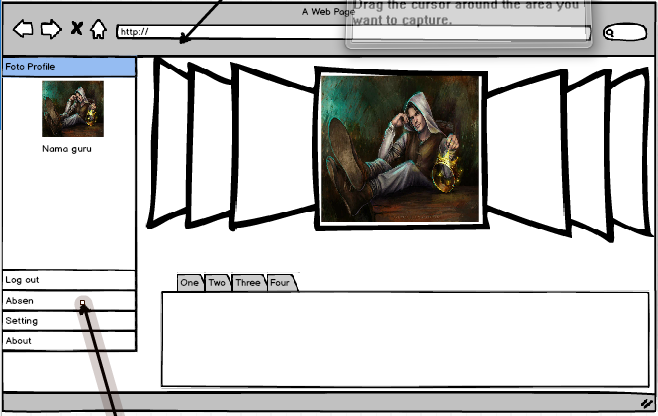 A Web Page
Drag the cursor around the area you
want to capture.
http://
Foto Profile
Nama guru
Log out
Absen
Setting
About
One Two Three Four